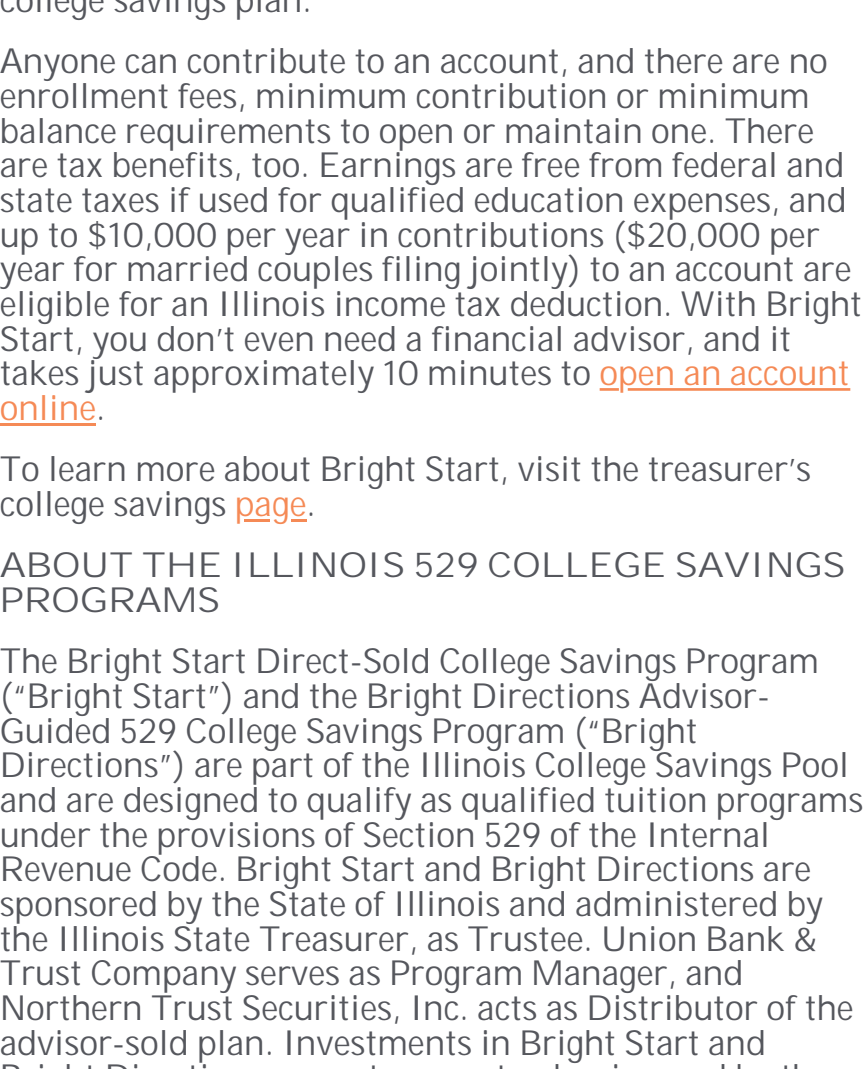 college savings plan.
Anyone can contribute to an account, and there are no
enrollment fees, minimum contribution or minimum
balance requirements to open or maintain one. There
are tax benefits, too. Earnings are free from federal and
state taxes if used for qualified education expenses, and
up to $10,000 per year in contributions ($20,000 per
year for married couples filing jointly) to an account are
eligible for an Illinois income tax deduction. With Bright
Start, you don't even need a financial advisor, and it
takes just approximately 10 minutes to open an account
online.
To learn more about Bright Start, visit the treasurer's
college savings page.
ABOUT THE ILLINOIS 529 COLLEGE SAVINGS
PROGRAMS
The Bright Start Direct-Sold College Savings Program
("Bright Start") and the Bright Directions Advisor-
Guided 529 College Savings Program ("Bright
Directions") are part of the Illinois College Savings Pool
and are designed to qualify as qualified tuition programs
under the provisions of Section 529 of the Internal
Revenue Code. Bright Start and Bright Directions are
sponsored by the State of Illinois and administered by
the Illinois State Treasurer, as Trustee. Union Bank &
Trust Company serves as Program Manager, and
Northern Trust Securities, Inc. acts as Distributor of the
advisor-sold plan. Investments in Bright Start and